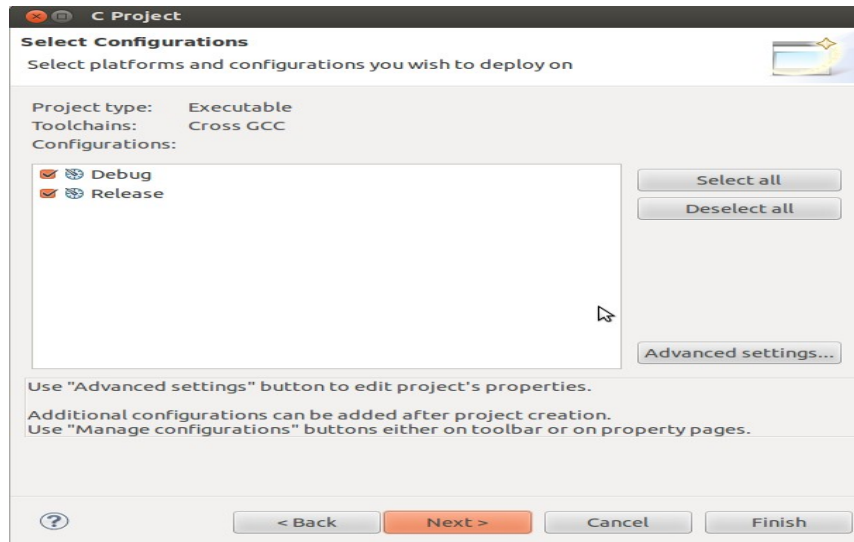 C Project
Select Configurations
Select platforms and configurations you wish to deploy on
Project type: Executable
Toolchains: Cross GCC
Configurations:
Debug
Release
Select all
Deselect all
Advanced settings...
Use "Advanced settings" button to edit project's properties.
Additional configurations can be added after project creation.
Use "Manage configurations" buttons either on toolbar or on property pages.
? < Back Next > Cancel Finish